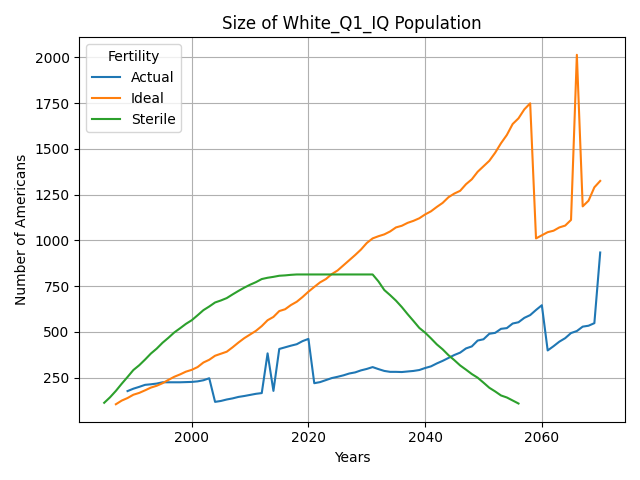 Size of White_Q1_IQ Population
Fertility
Actual
Ideal
Sterile
Number of Americans
2000
1750
1500
1250
1000
750
500
250
2000 2020 2040 2060
Years